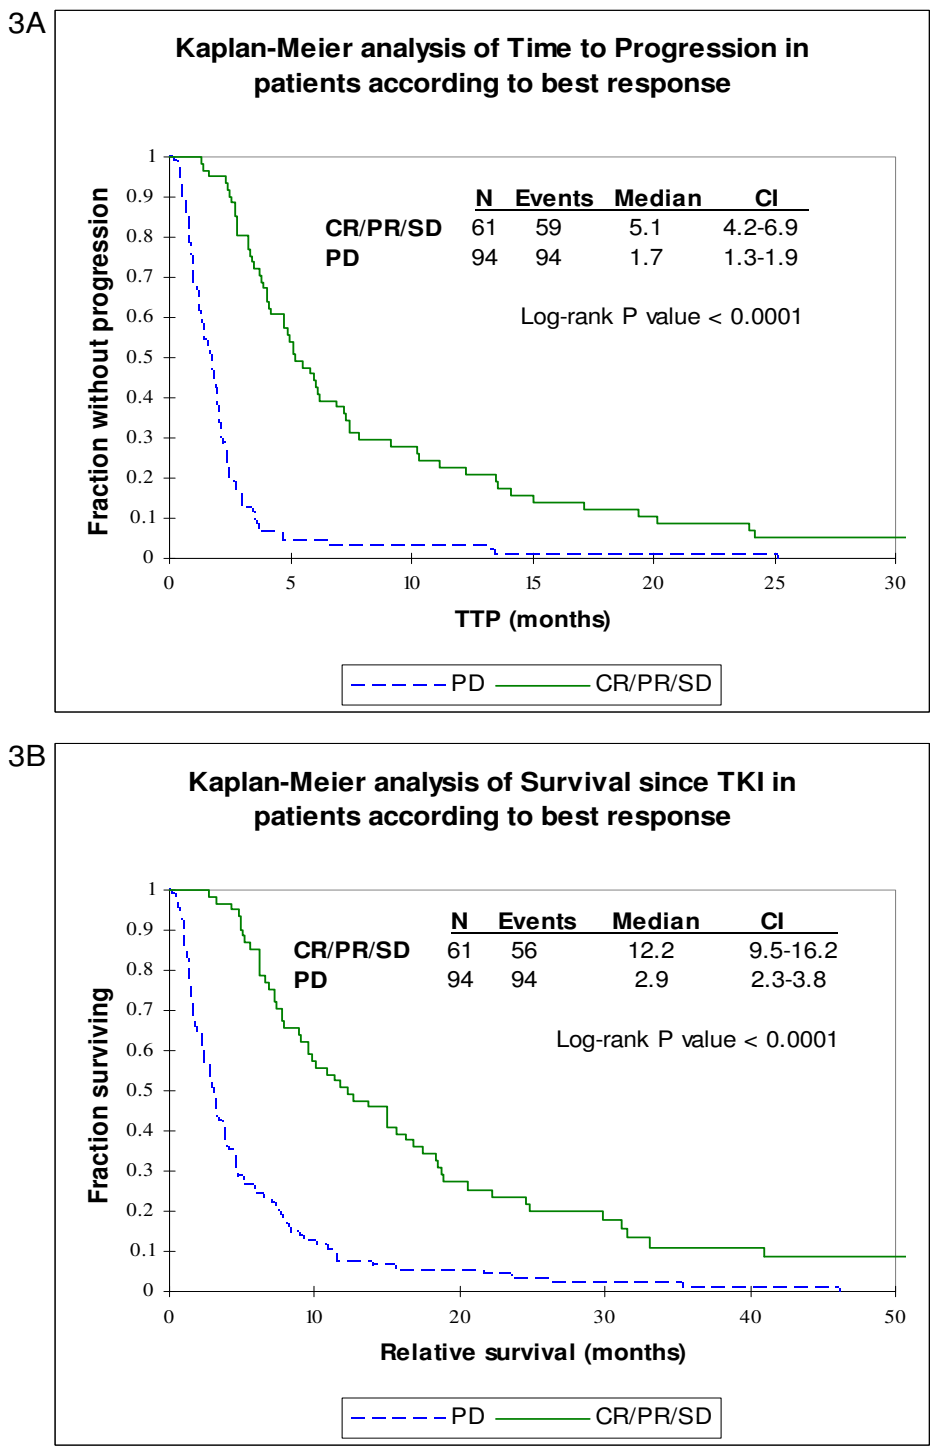 3A
Kaplan-Meier analysis of Time to Progression in
patients according to best response
N Events Median CI
CR/PR/SD 61 59 5.1 4.2-6.9
PD 94 94 1.7 1.3-1.9
Log-rank P value < 0.0001
Fraction without progression
1
0.9
0.8
0.7
0.6
0.5
0.4
0.3
0.2
0.1
0
0 5 10 15 20 25 30
TTP (months)
PD CR/PR/SD
3B
Kaplan-Meier analysis of Survival since TKI in
patients according to best response
N Events Median CI
CR/PR/SD 61 56 12.2 9.5-16.2
PD 94 94 2.9 2.3-3.8
Log-rank P value < 0.0001
Fraction surviving
1
0.9
0.8
0.7
0.6
0.5
0.4
0.3
0.2
0.1
0
0 10 20 30 40 50
Relative survival (months)
PD CR/PR/SD